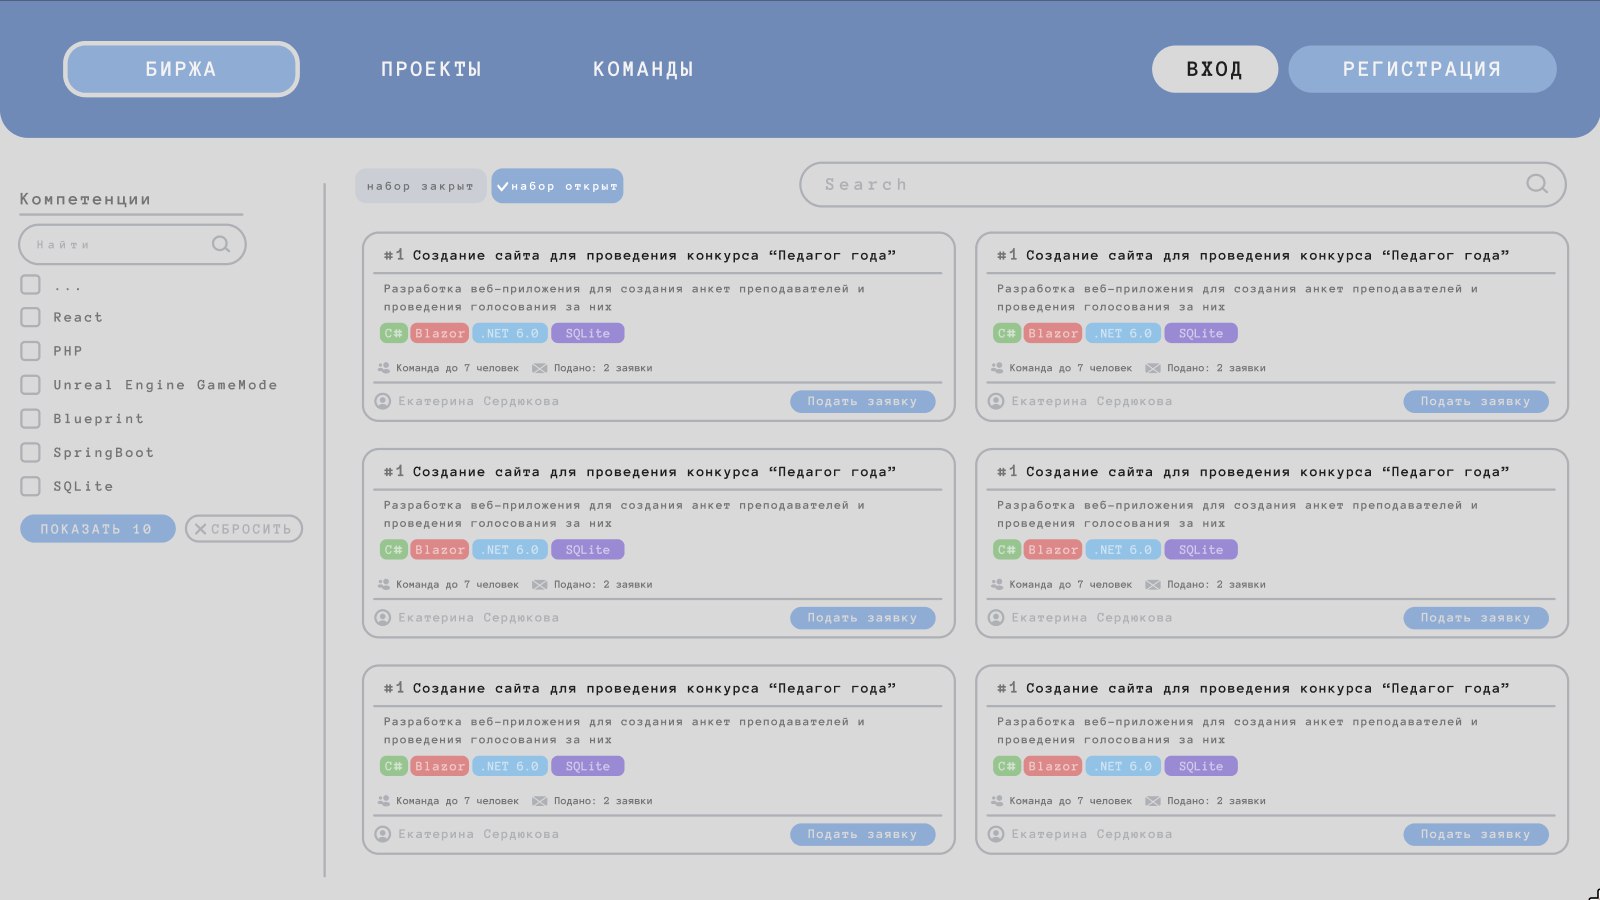 БИРЖА ПРОЕКТЫ КОМАНДЫ ВХОД РЕГИСТРАЦИЯ
Компетенции
Найти
...
React
PHP
Unreal Engine GameMode
Blueprint
SpringBoot
SQLite
ПОКАЗАТЬ 10 СБРОСИТЬ
набор закрыт набор открыт Search
#1 Создание сайта для проведения конкурса “Педагог года”
Разработка веб-приложения для создания анкет преподавателей и
проведения голосования за них
C# Blazor .NET 6.0 SQLite
Команда до 7 человек Подано: 2 заявки
Екатерина Сердюкова Подать заявку
#1 Создание сайта для проведения конкурса “Педагог года”
Разработка веб-приложения для создания анкет преподавателей и
проведения голосования за них
C# Blazor .NET 6.0 SQLite
Команда до 7 человек Подано: 2 заявки
Екатерина Сердюкова Подать заявку
#1 Создание сайта для проведения конкурса “Педагог года”
Разработка веб-приложения для создания анкет преподавателей и
проведения голосования за них
C# Blazor .NET 6.0 SQLite
Команда до 7 человек Подано: 2 заявки
Екатерина Сердюкова Подать заявку
#1 Создание сайта для проведения конкурса “Педагог года”
Разработка веб-приложения для создания анкет преподавателей и
проведения голосования за них
C# Blazor .NET 6.0 SQLite
Команда до 7 человек Подано: 2 заявки
Екатерина Сердюкова Подать заявку
#1 Создание сайта для проведения конкурса “Педагог года”
Разработка веб-приложения для создания анкет преподавателей и
проведения голосования за них
C# Blazor .NET 6.0 SQLite
Команда до 7 человек Подано: 2 заявки
Екатерина Сердюкова Подать заявку
#1 Создание сайта для проведения конкурса “Педагог года”
Разработка веб-приложения для создания анкет преподавателей и
проведения голосования за них
C# Blazor .NET 6.0 SQLite
Команда до 7 человек Подано: 2 заявки
Екатерина Сердюкова Подать заявку